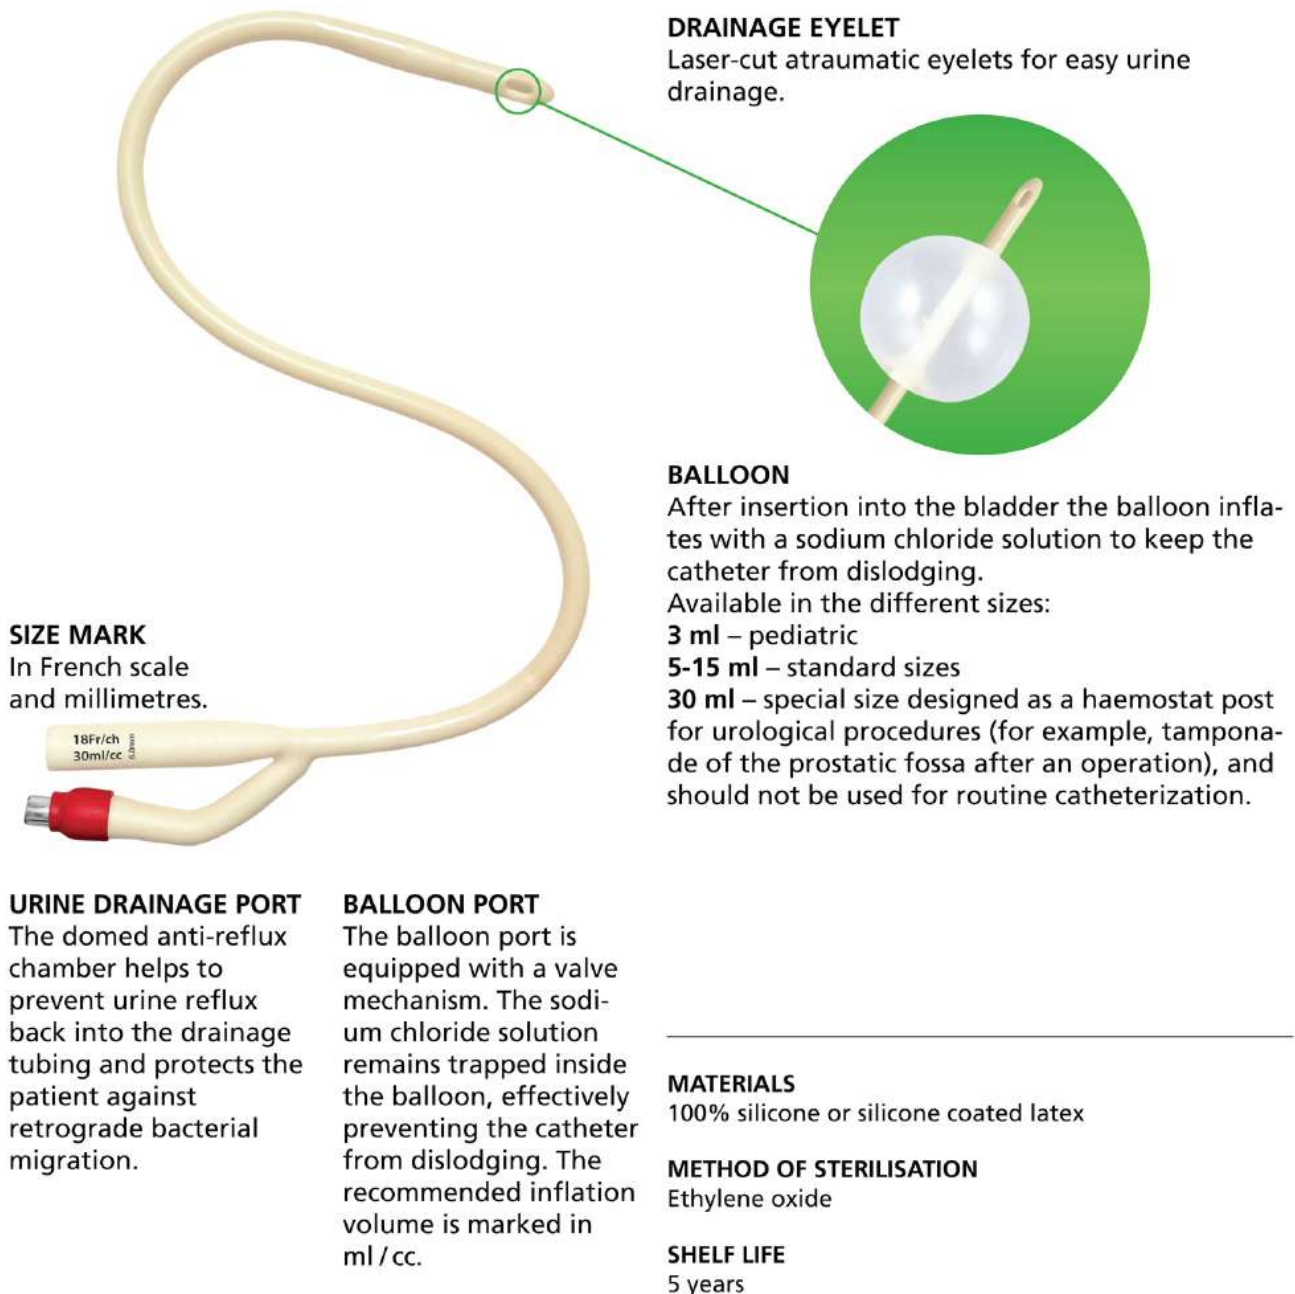 DRAINAGE EYELET
Laser-cut atraumatic eyelets for easy urine
drainage.
BALLOON
After insertion into the bladder the balloon infla-
tes with a sodium chloride solution to keep the
catheter from dislodging.
Available in the different sizes:
3 ml – pediatric
5-15 ml – standard sizes
30 ml – special size designed as a haemostat post
for urological procedures (for example, tampona-
de of the prostatic fossa after an operation), and
should not be used for routine catheterization.
SIZE MARK
In French scale
and millimetres.
18Fr/ch
30ml/cc
6.0mm
URINE DRAINAGE PORT
The domed anti-reflux
chamber helps to
prevent urine reflux
back into the drainage
tubing and protects the
patient against
retrograde bacterial
migration.
BALLOON PORT
The balloon port is
equipped with a valve
mechanism. The sodi-
um chloride solution
remains trapped inside
the balloon, effectively
preventing the catheter
from dislodging. The
recommended inflation
volume is marked in
ml / cc.
MATERIALS
100% silicone or silicone coated latex
METHOD OF STERILISATION
Ethylene oxide
SHELF LIFE
5 years